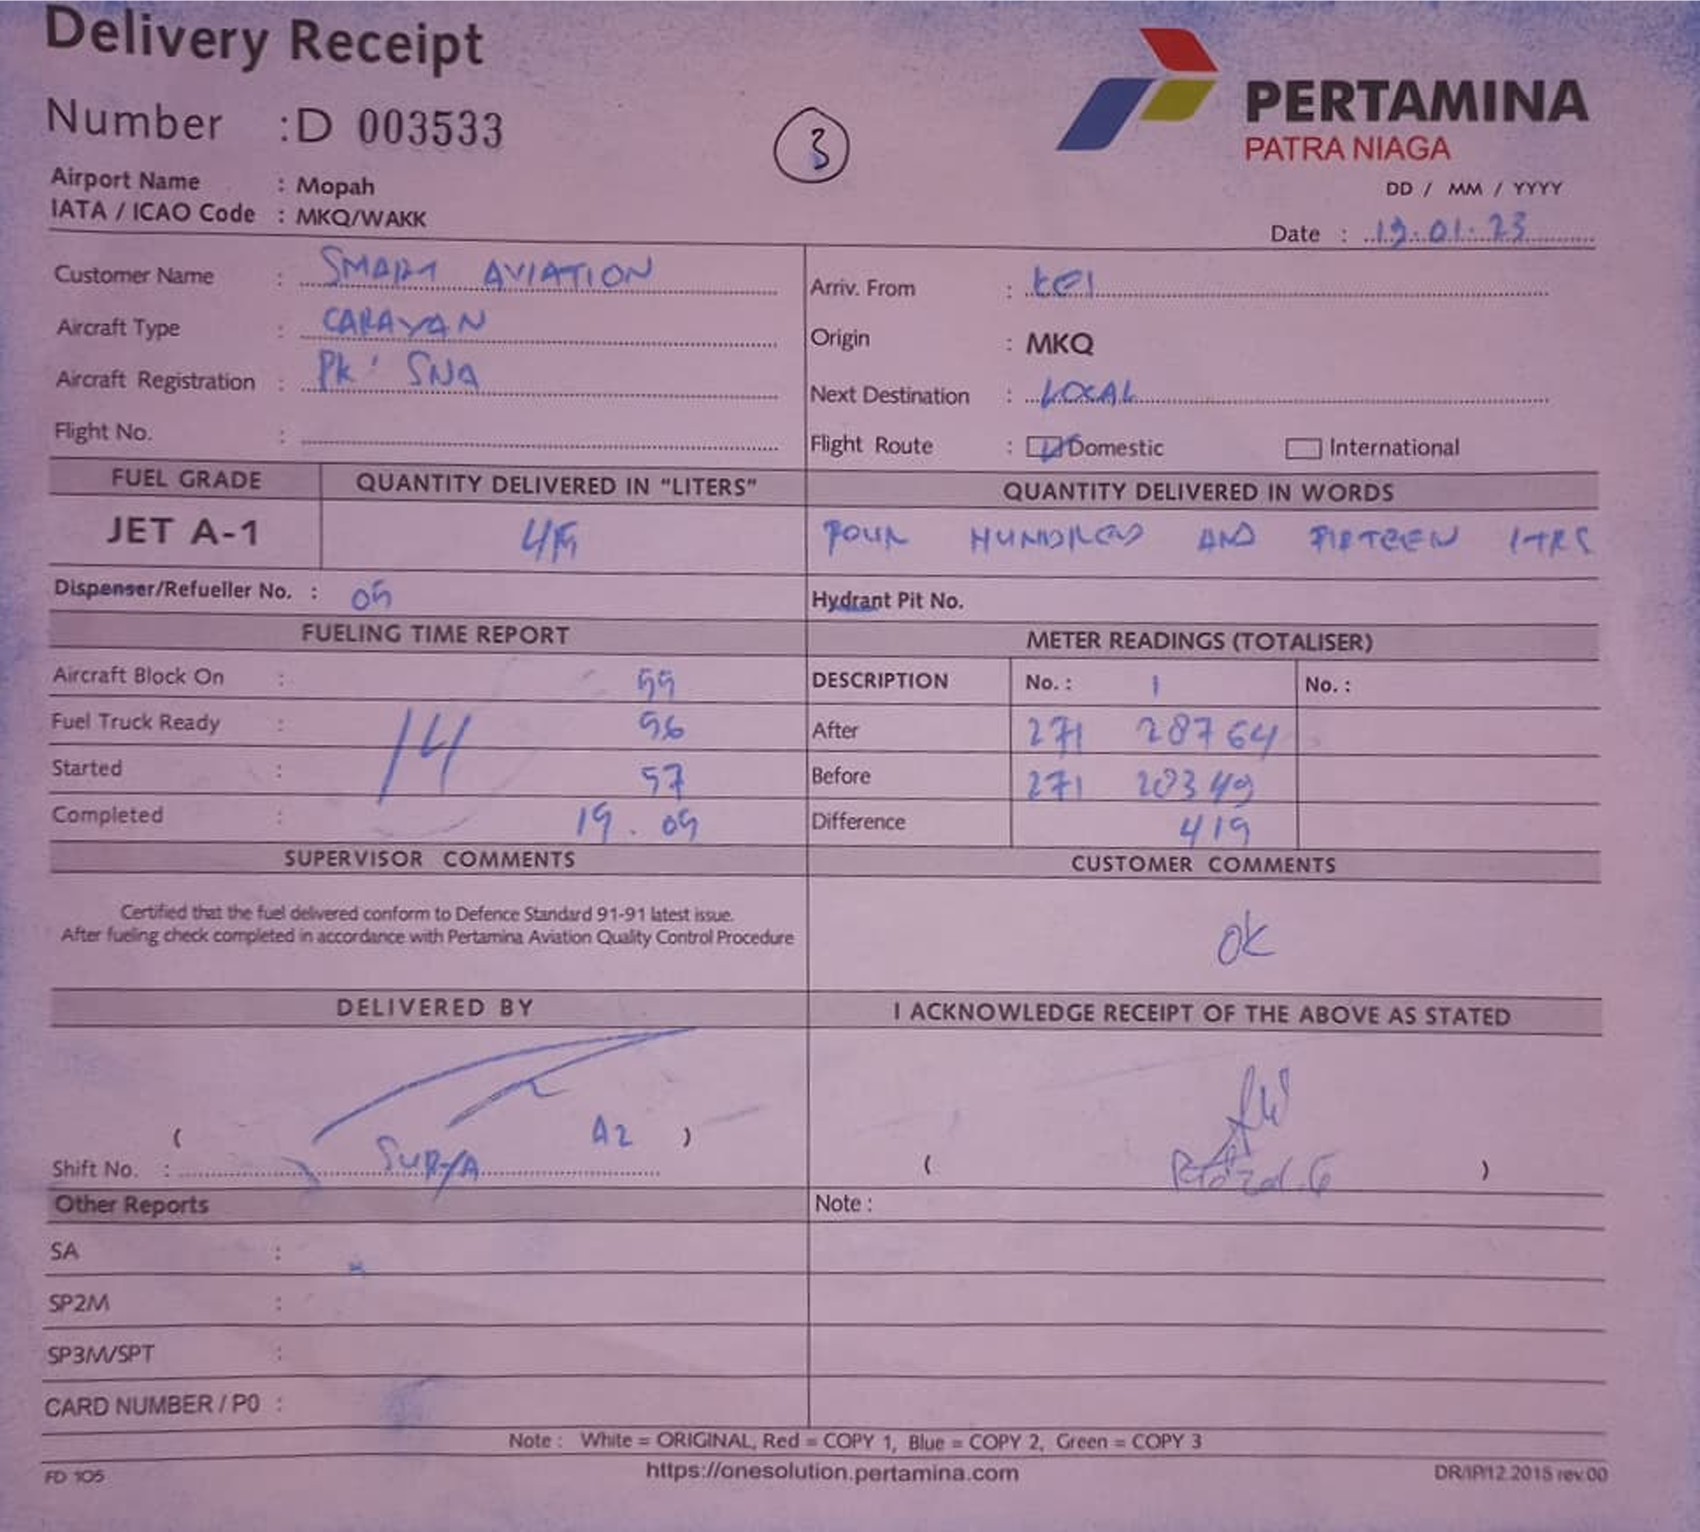 Delivery Receipt
Number : D 003533
3
PERTAMINA
PATRA NIAGA
Airport Name : Mopah
IATA / ICAO Code : MKQ/WAKK
DD / MM / YYYY
Date : 19.01.23
Customer Name : SMART AVIATION
Arriv. From :
Aircraft Type : CARAVAN
Origin : MKQ
Aircraft Registration : PK SNA
Next Destination : LOCAL
Flight No. :
Flight Route : Domestic International
FUEL GRADE QUANTITY DELIVERED IN "LITERS" QUANTITY DELIVERED IN WORDS
JET A-1 415 FOUR HUNDRED AND FIFTEEN LTRS
Dispenser/Refueller No. : 05 Hydrant Pit No.
FUELING TIME REPORT METER READINGS (TOTALISER)
Aircraft Block On : 55 DESCRIPTION No. : 1 No. :
Fuel Truck Ready : 56 After 271 28764
14
Started : 57 Before 271 28349
Completed : 15.05 Difference 415
SUPERVISOR COMMENTS CUSTOMER COMMENTS
Certified that the fuel delivered conform to Defence Standard 91-91 latest issue.
After fueling check completed in accordance with Pertamina Aviation Quality Control Procedure
OK
DELIVERED BY I ACKNOWLEDGE RECEIPT OF THE ABOVE AS STATED
( A2 )
Shift No. : SURYA ( )
Other Reports Note :
SA :
SP2M :
SP3M/SPT :
CARD NUMBER / P0 :
Note : White = ORIGINAL, Red = COPY 1, Blue = COPY 2, Green = COPY 3
FD 105 https://onesolution.pertamina.com DR/IP/12.2015 rev.00